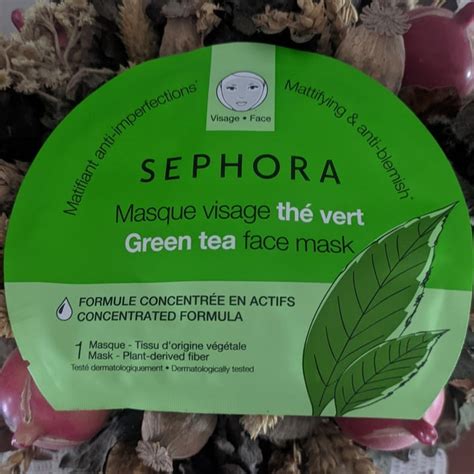 Matifiant anti-imperfections*
Visage • Face
Mattifying & anti-blemish*
SEPHORA
Masque visage thé vert
Green tea face mask
FORMULE CONCENTRÉE EN ACTIFS
CONCENTRATED FORMULA
1 Masque - Tissu d'origine végétale
Mask - Plant-derived fiber
Testé dermatologiquement • Dermatologically tested